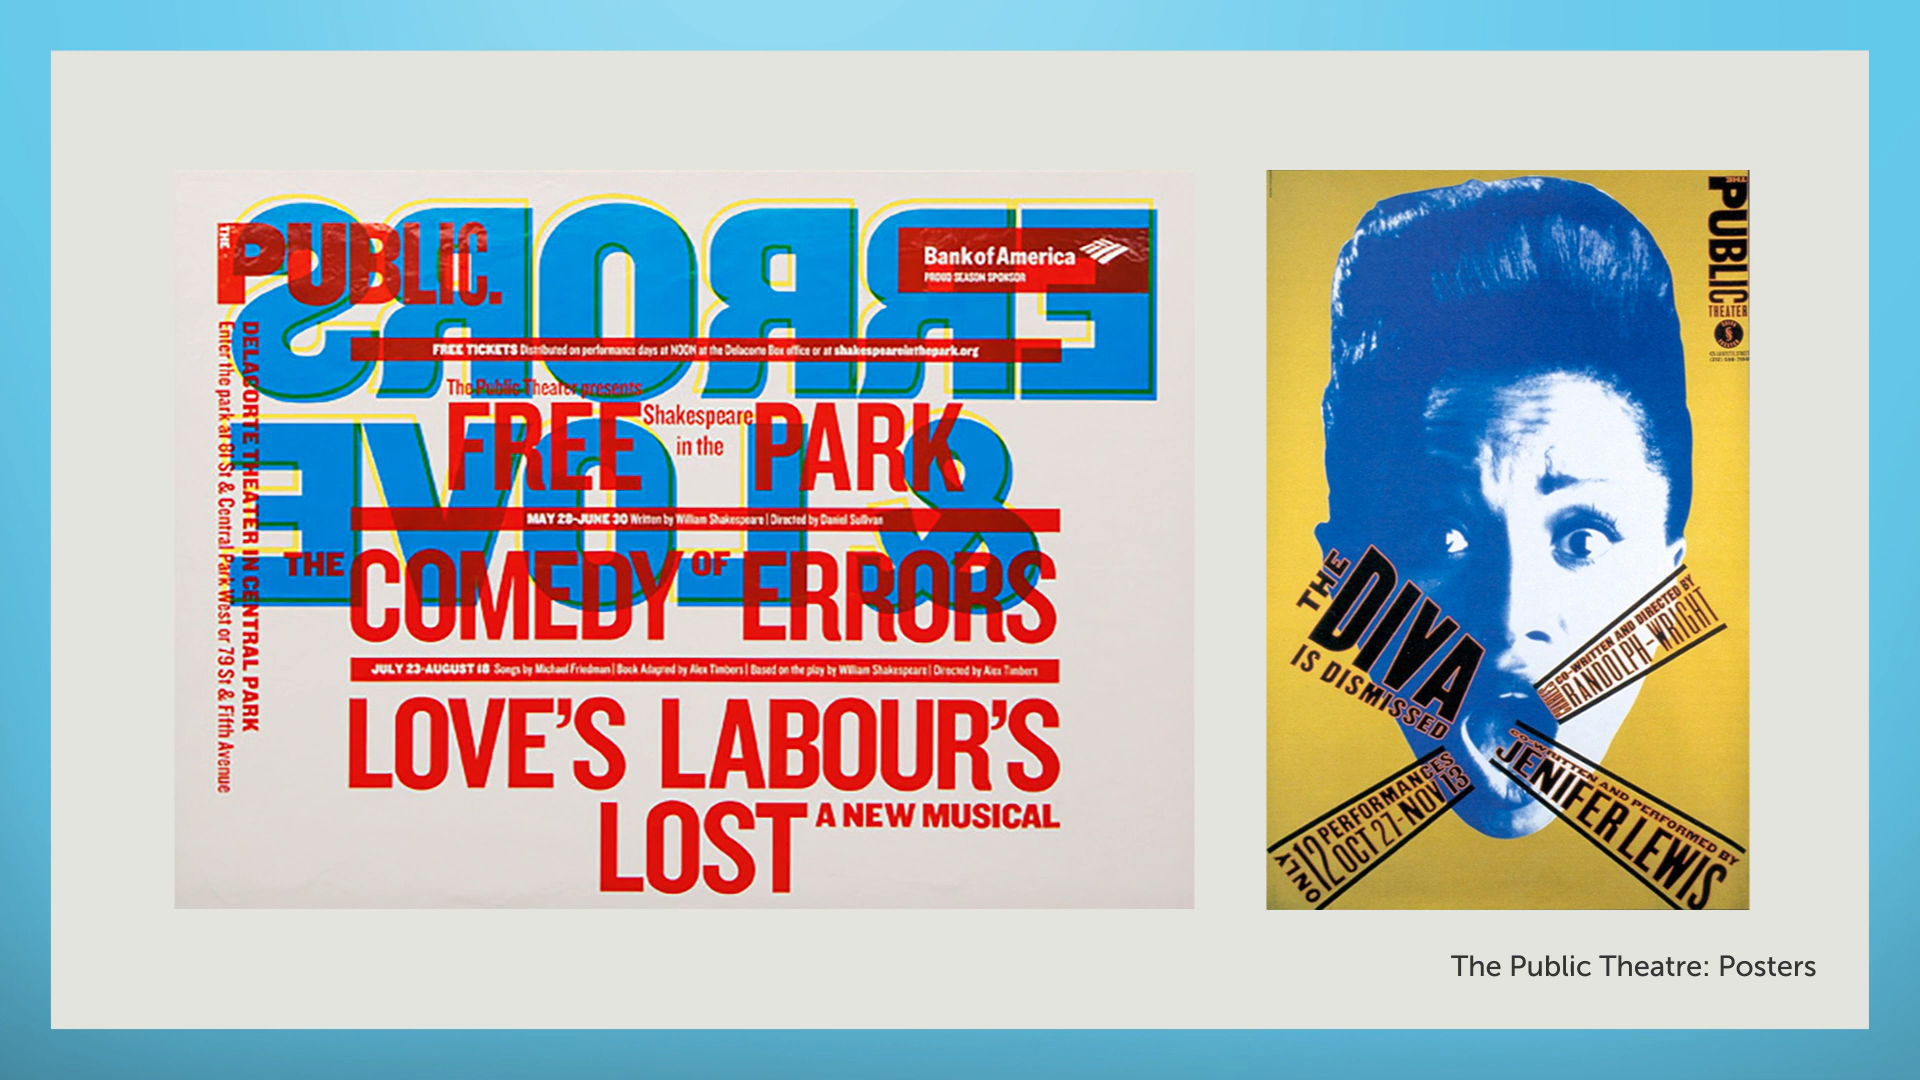 THE PUBLIC.
ERRORS
& LOVE
Bank of America
PROUD SEASON SPONSOR
FREE TICKETS Distributed on performance days at NOON at the Delacorte Box office or at shakespeareinthepark.org
The Public Theater presents
FREE Shakespeare in the PARK
MAY 28-JUNE 30 Written by William Shakespeare | Directed by Daniel Sullivan
THE COMEDY OF ERRORS
JULY 23-AUGUST 18 Songs by Michael Friedman | Book Adapted by Alex Timbers | Based on the play by William Shakespeare | Directed by Alex Timbers
LOVE'S LABOUR'S
LOST A NEW MUSICAL
DELACORTE THEATER IN CENTRAL PARK
Enter the park at 81 St & Central Park West or 79 St & Fifth Avenue
THE PUBLIC
THEATER
THE DIVA
IS DISMISSED
CO-WRITTEN AND DIRECTED BY
RANDOLPH-WRIGHT
CO-WRITTEN AND PERFORMED BY
JENIFER LEWIS
ONLY 12 PERFORMANCES
OCT 27-NOV 13
The Public Theatre: Posters